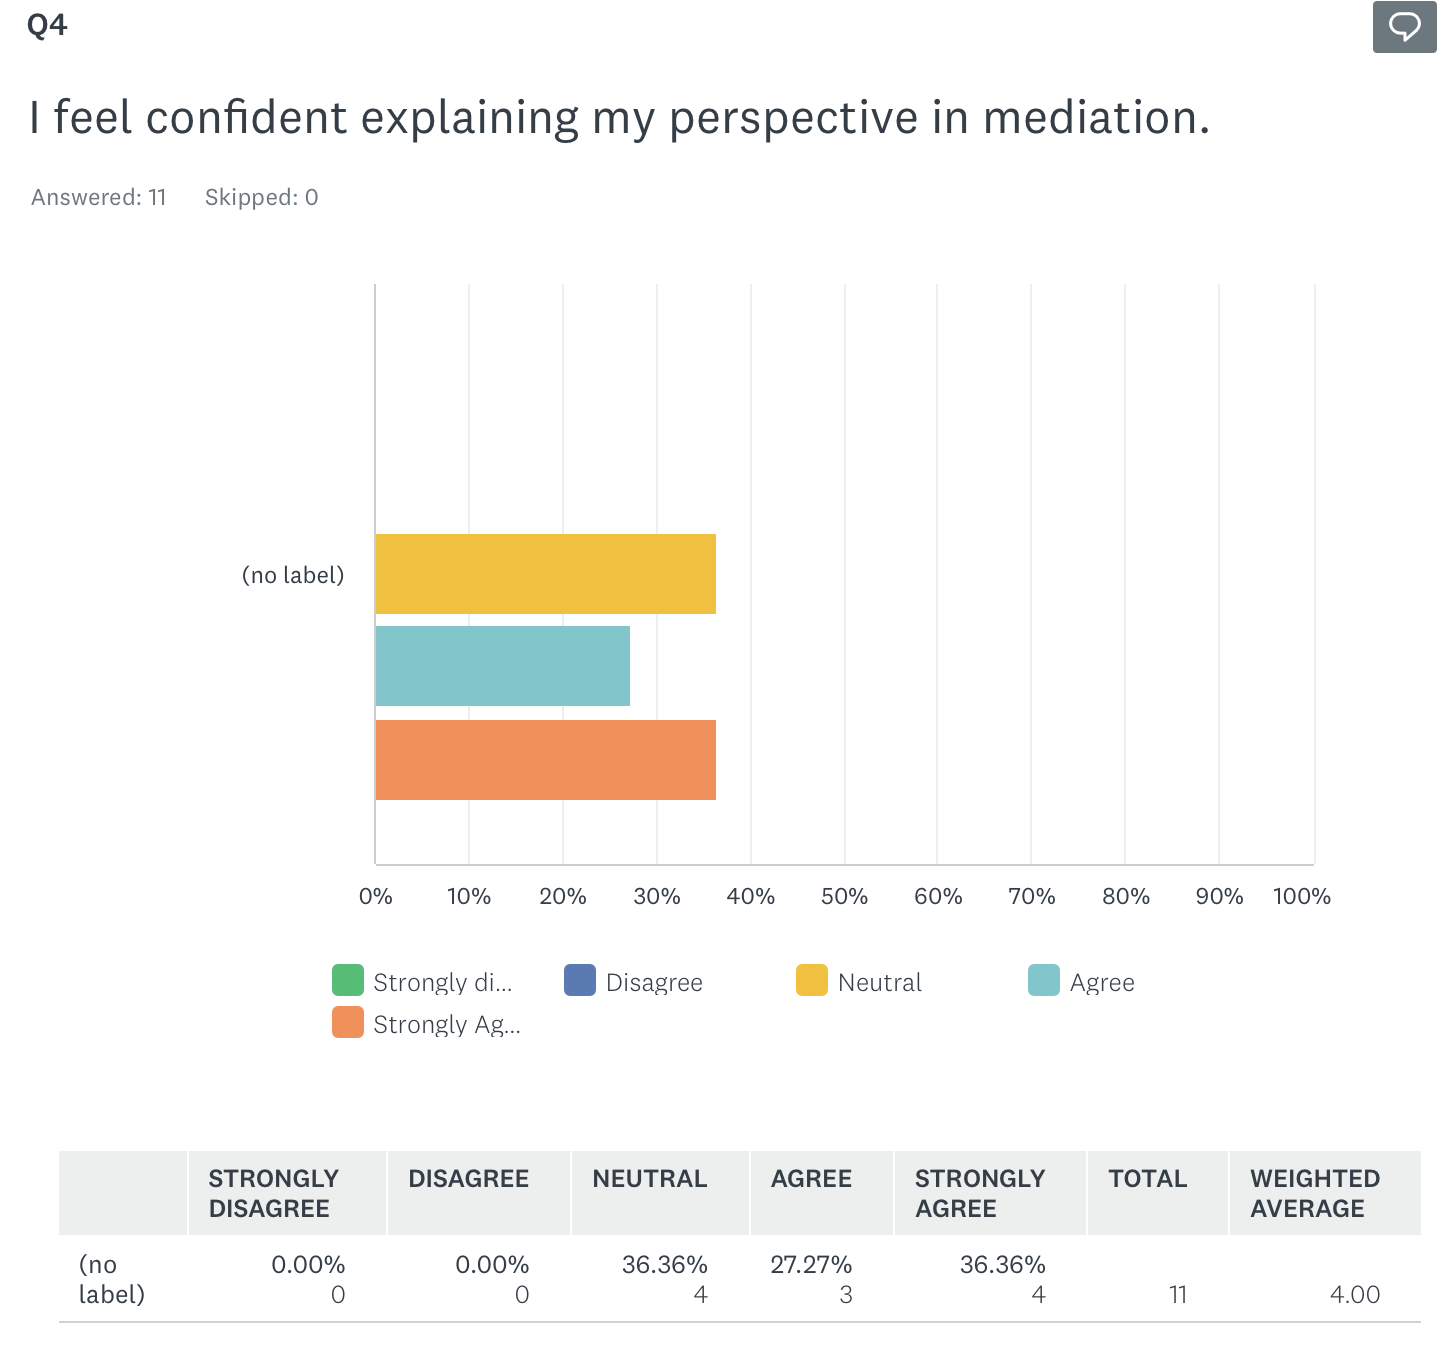 Q4
I feel confident explaining my perspective in mediation.
Answered: 11 Skipped: 0
(no label)
0% 10% 20% 30% 40% 50% 60% 70% 80% 90% 100%
Strongly di... Disagree Neutral Agree
Strongly Ag...
STRONGLY DISAGREE NEUTRAL AGREE STRONGLY TOTAL WEIGHTED
DISAGREE AGREE AVERAGE
(no 0.00% 0.00% 36.36% 27.27% 36.36%
label) 0 0 4 3 4 11 4.00